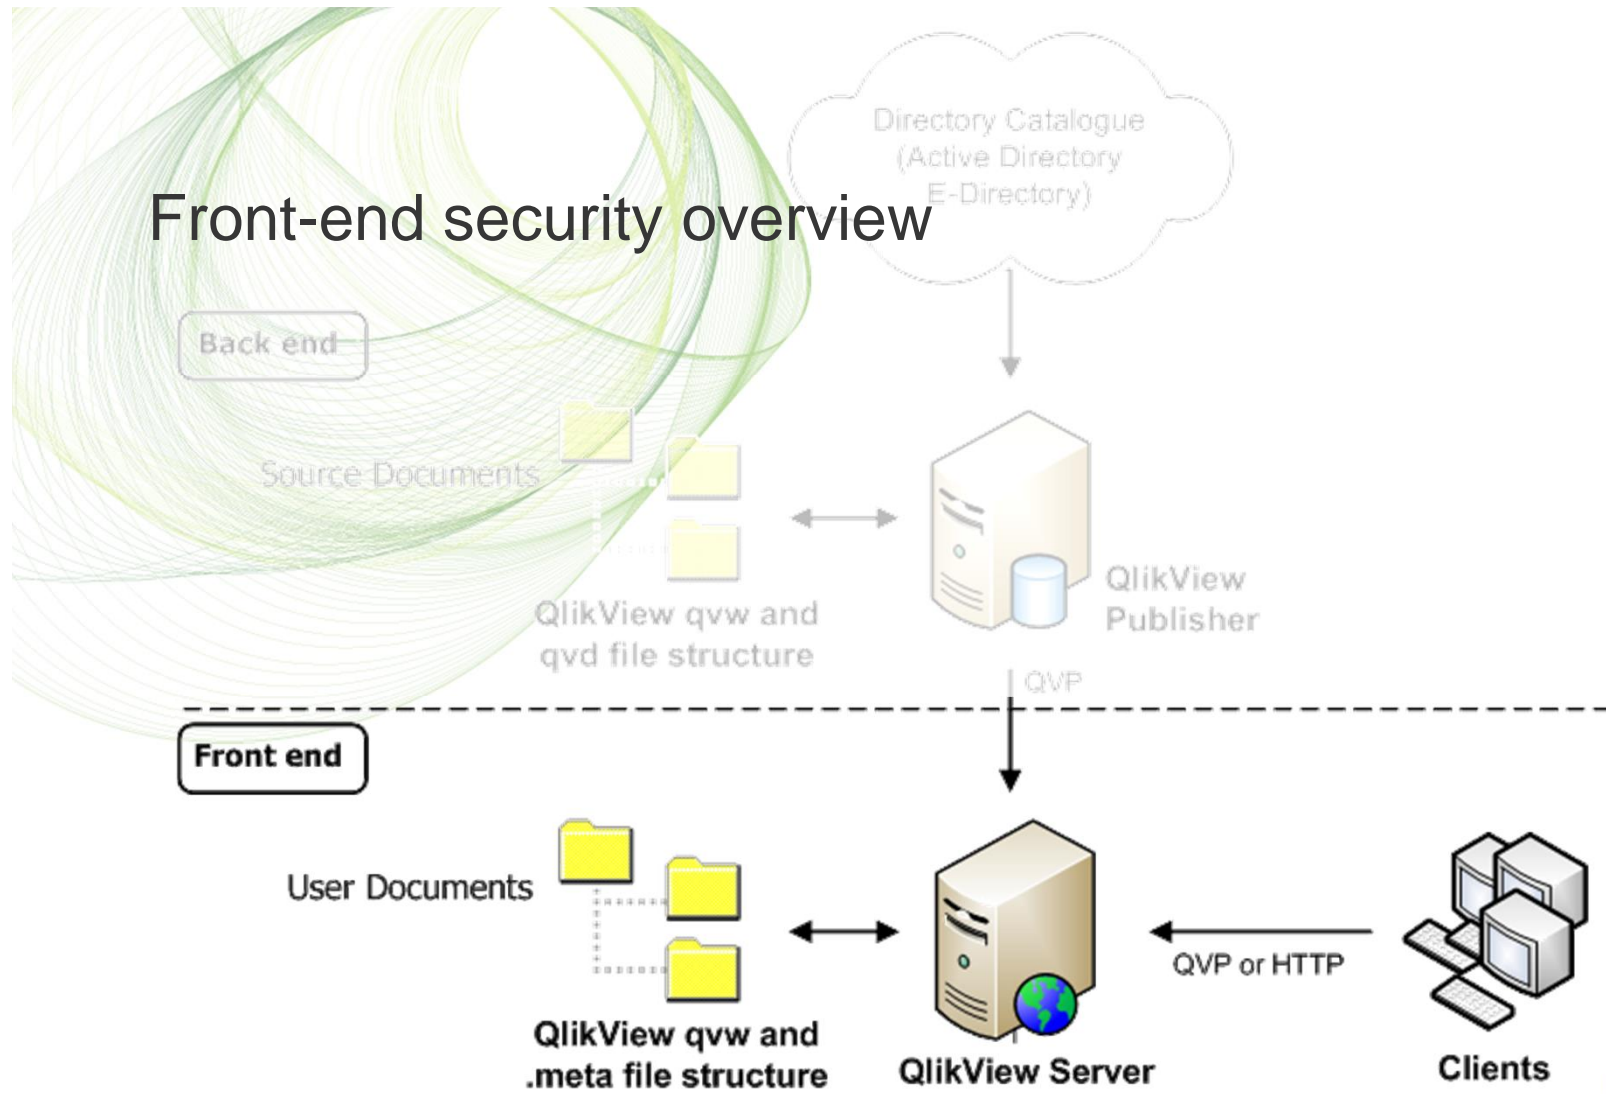 Directory Catalogue
(Active Directory
E-Directory)
Front-end security overview
Back end
Source Documents
QlikView qvw and
qvd file structure
QlikView
Publisher
QVP
Front end
User Documents
QlikView qvw and
.meta file structure
QlikView Server
QVP or HTTP
Clients